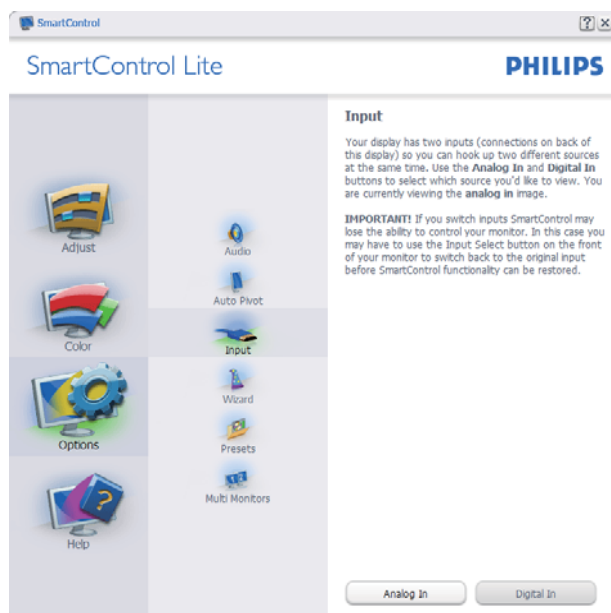 SmartControl
? ×
SmartControl Lite
PHILIPS
Adjust
Color
Options
Help
Audio
Auto Pivot
Input
Wizard
Presets
Multi Monitors
Input
Your display has two inputs (connections on back of
this display) so you can hook up two different sources
at the same time. Use the Analog In and Digital In
buttons to select which source you'd like to view. You
are currently viewing the analog in image.
IMPORTANT! If you switch inputs SmartControl may
lose the ability to control your monitor. In this case you
may have to use the Input Select button on the front
of your monitor to switch back to the original input
before SmartControl functionality can be restored.
Analog In
Digital In